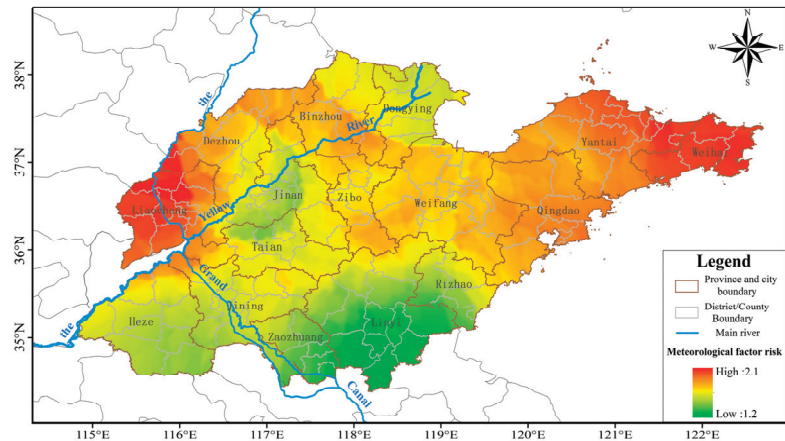 N
W
E
S
38°N
37°N
36°N
35°N
115°E
116°E
117°E
118°E
119°E
120°E
121°E
122°E
the
Dongying
Binzhou
River
Dezhou
Yantai
Weihai
Liaocheng
Jinan
Zibo
Weifang
Qingdao
Yellow
Taian
Grand
Rizhao
Jining
Heze
the
Linyi
Zaozhuang
Canal
Legend
Province and city
boundary
District/County
Boundary
Main river
Meteorological factor risk
High :2.1
Low :1.2